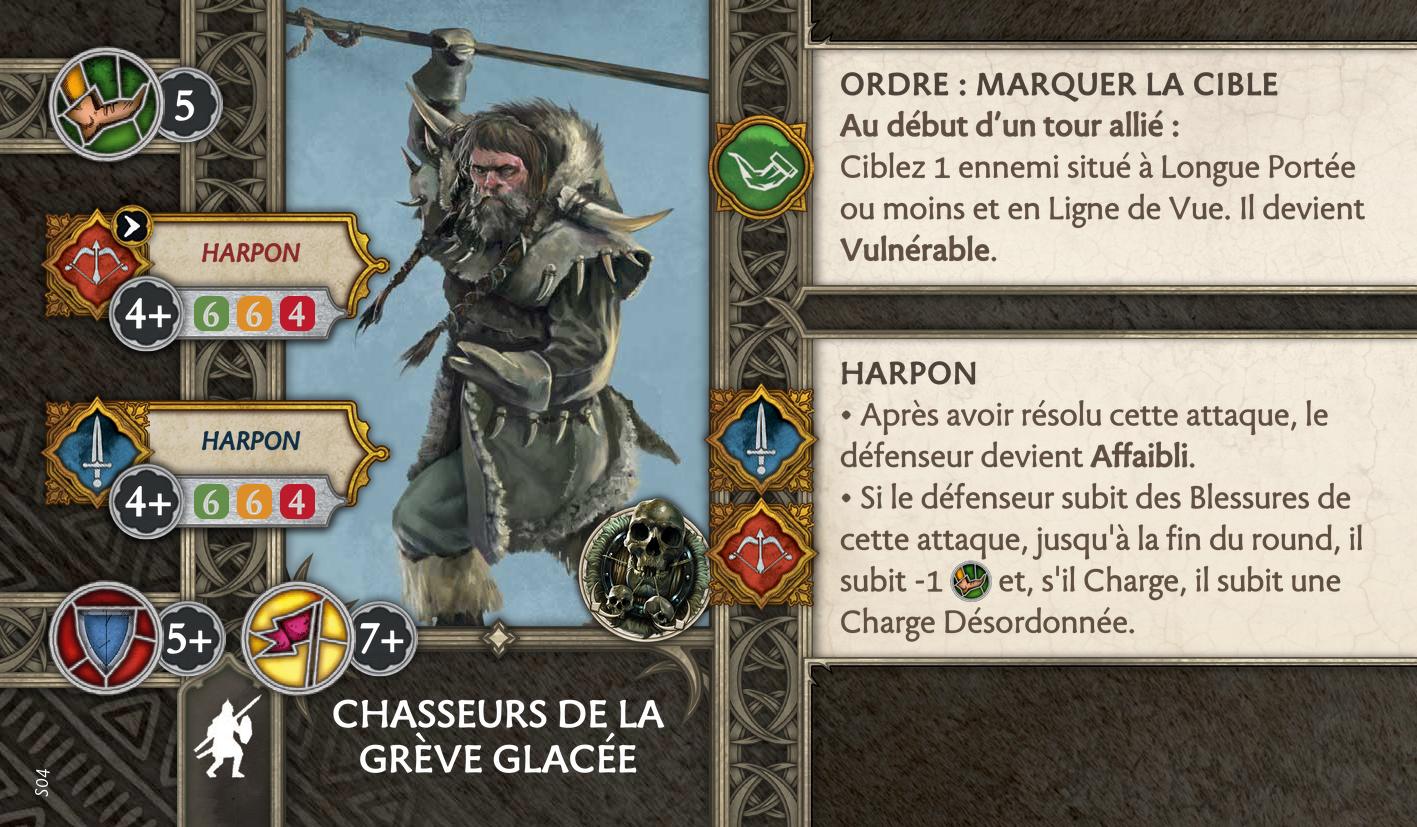 5
HARPON
4+ 6 6 4
HARPON
4+ 6 6 4
5+ 7+
CHASSEURS DE LA
GRÈVE GLACÉE
S04
ORDRE : MARQUER LA CIBLE
Au début d’un tour allié :
Ciblez 1 ennemi situé à Longue Portée
ou moins et en Ligne de Vue. Il devient
Vulnérable.
HARPON
• Après avoir résolu cette attaque, le
défenseur devient Affaibli.
• Si le défenseur subit des Blessures de
cette attaque, jusqu'à la fin du round, il
subit -1 et, s'il Charge, il subit une
Charge Désordonnée.